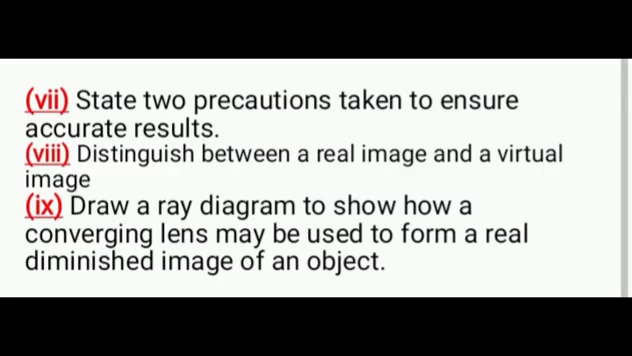 (vii) State two precautions taken to ensure
accurate results.
(viii) Distinguish between a real image and a virtual
image
(ix) Draw a ray diagram to show how a
converging lens may be used to form a real
diminished image of an object.